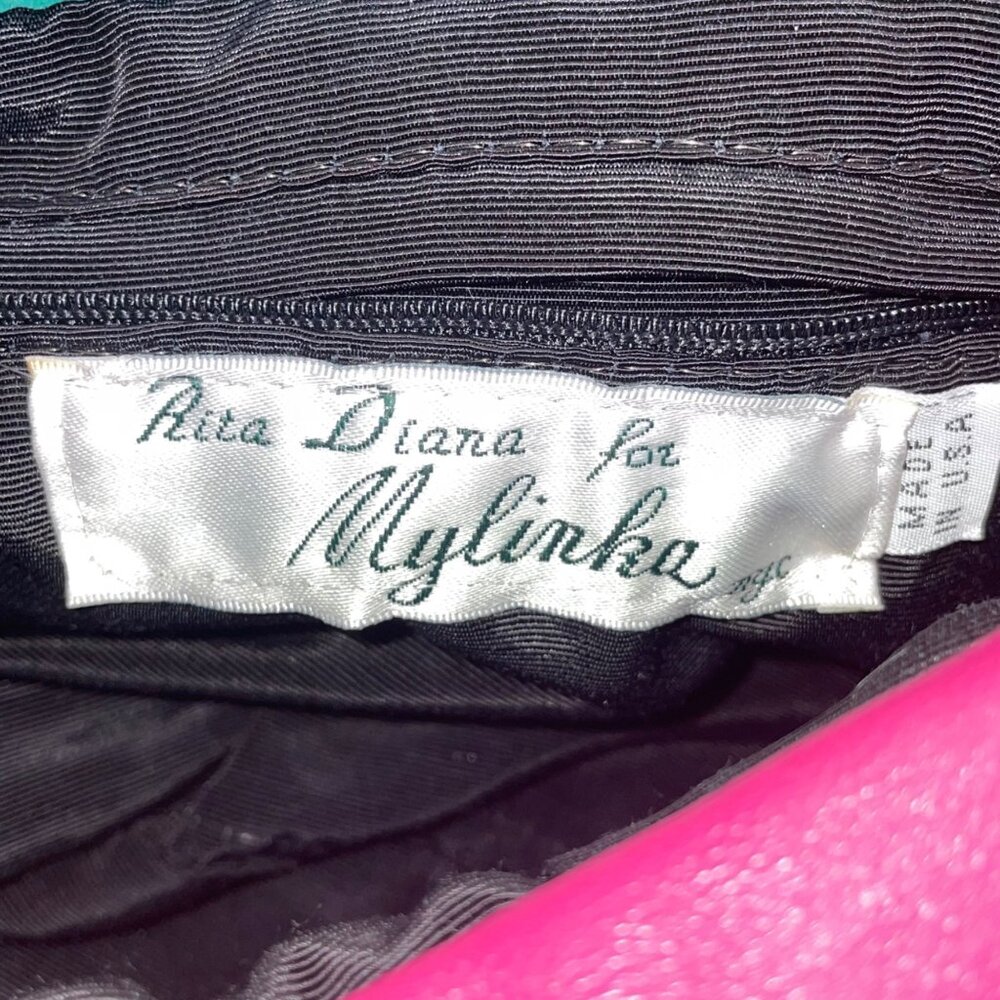 Rita Diana for
Mylinka nyc
MADE
IN U.S.A